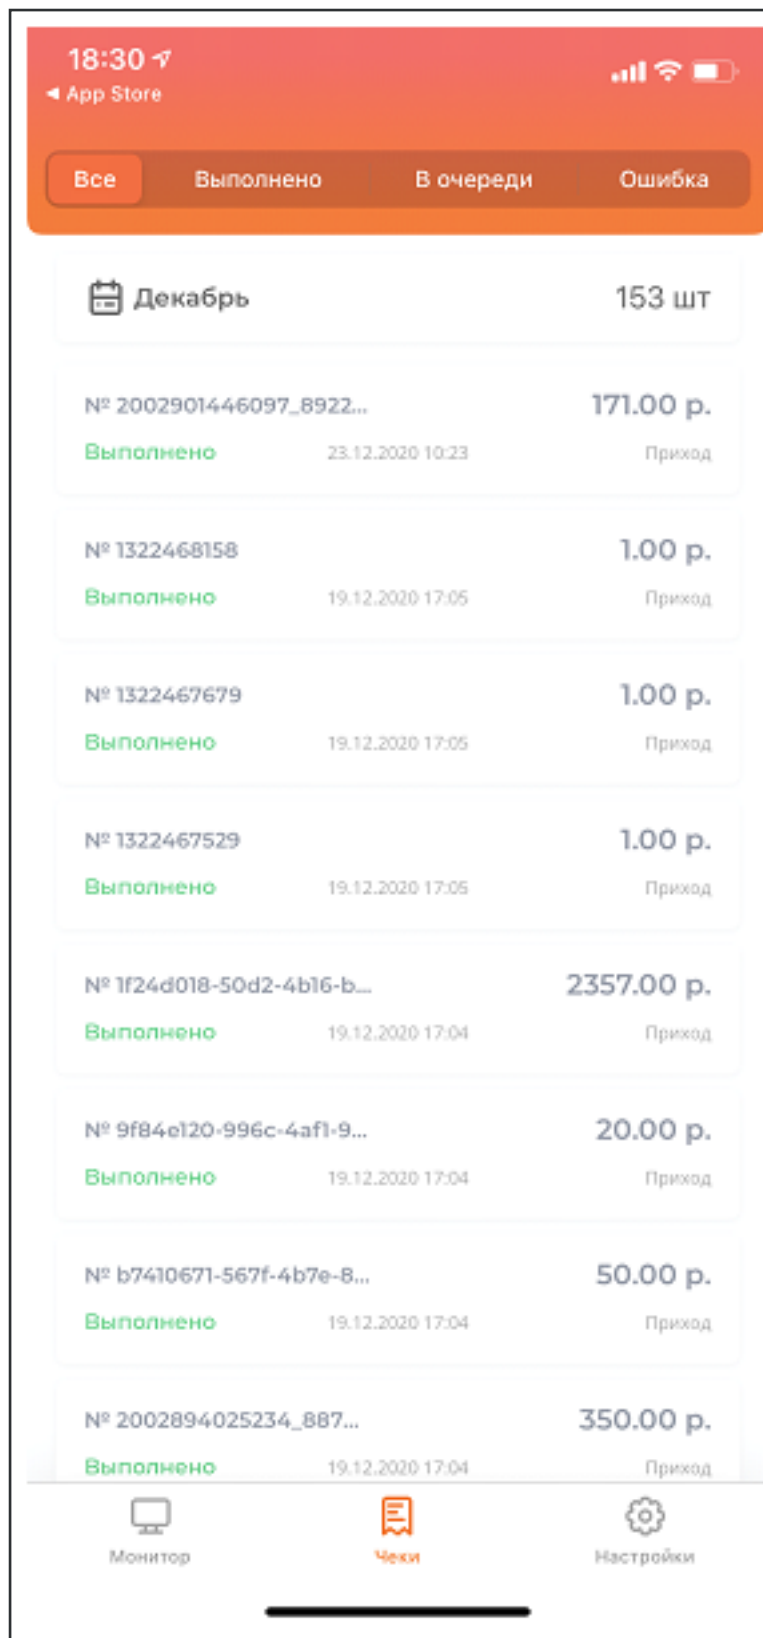 18:30
◀ App Store
Все Выполнено В очереди Ошибка
Декабрь 153 шт
№ 2002901446097_8922... 171.00 р.
Выполнено 23.12.2020 10:23 Приход
№ 1322468158 1.00 р.
Выполнено 19.12.2020 17:05 Приход
№ 1322467679 1.00 р.
Выполнено 19.12.2020 17:05 Приход
№ 1322467529 1.00 р.
Выполнено 19.12.2020 17:05 Приход
№ 1f24d018-50d2-4b16-b... 2357.00 р.
Выполнено 19.12.2020 17:04 Приход
№ 9f84e120-996c-4af1-9... 20.00 р.
Выполнено 19.12.2020 17:04 Приход
№ b7410671-567f-4b7e-8... 50.00 р.
Выполнено 19.12.2020 17:04 Приход
№ 2002894025234_887... 350.00 р.
Выполнено 19.12.2020 17:04 Приход
Монитор Чеки Настройки